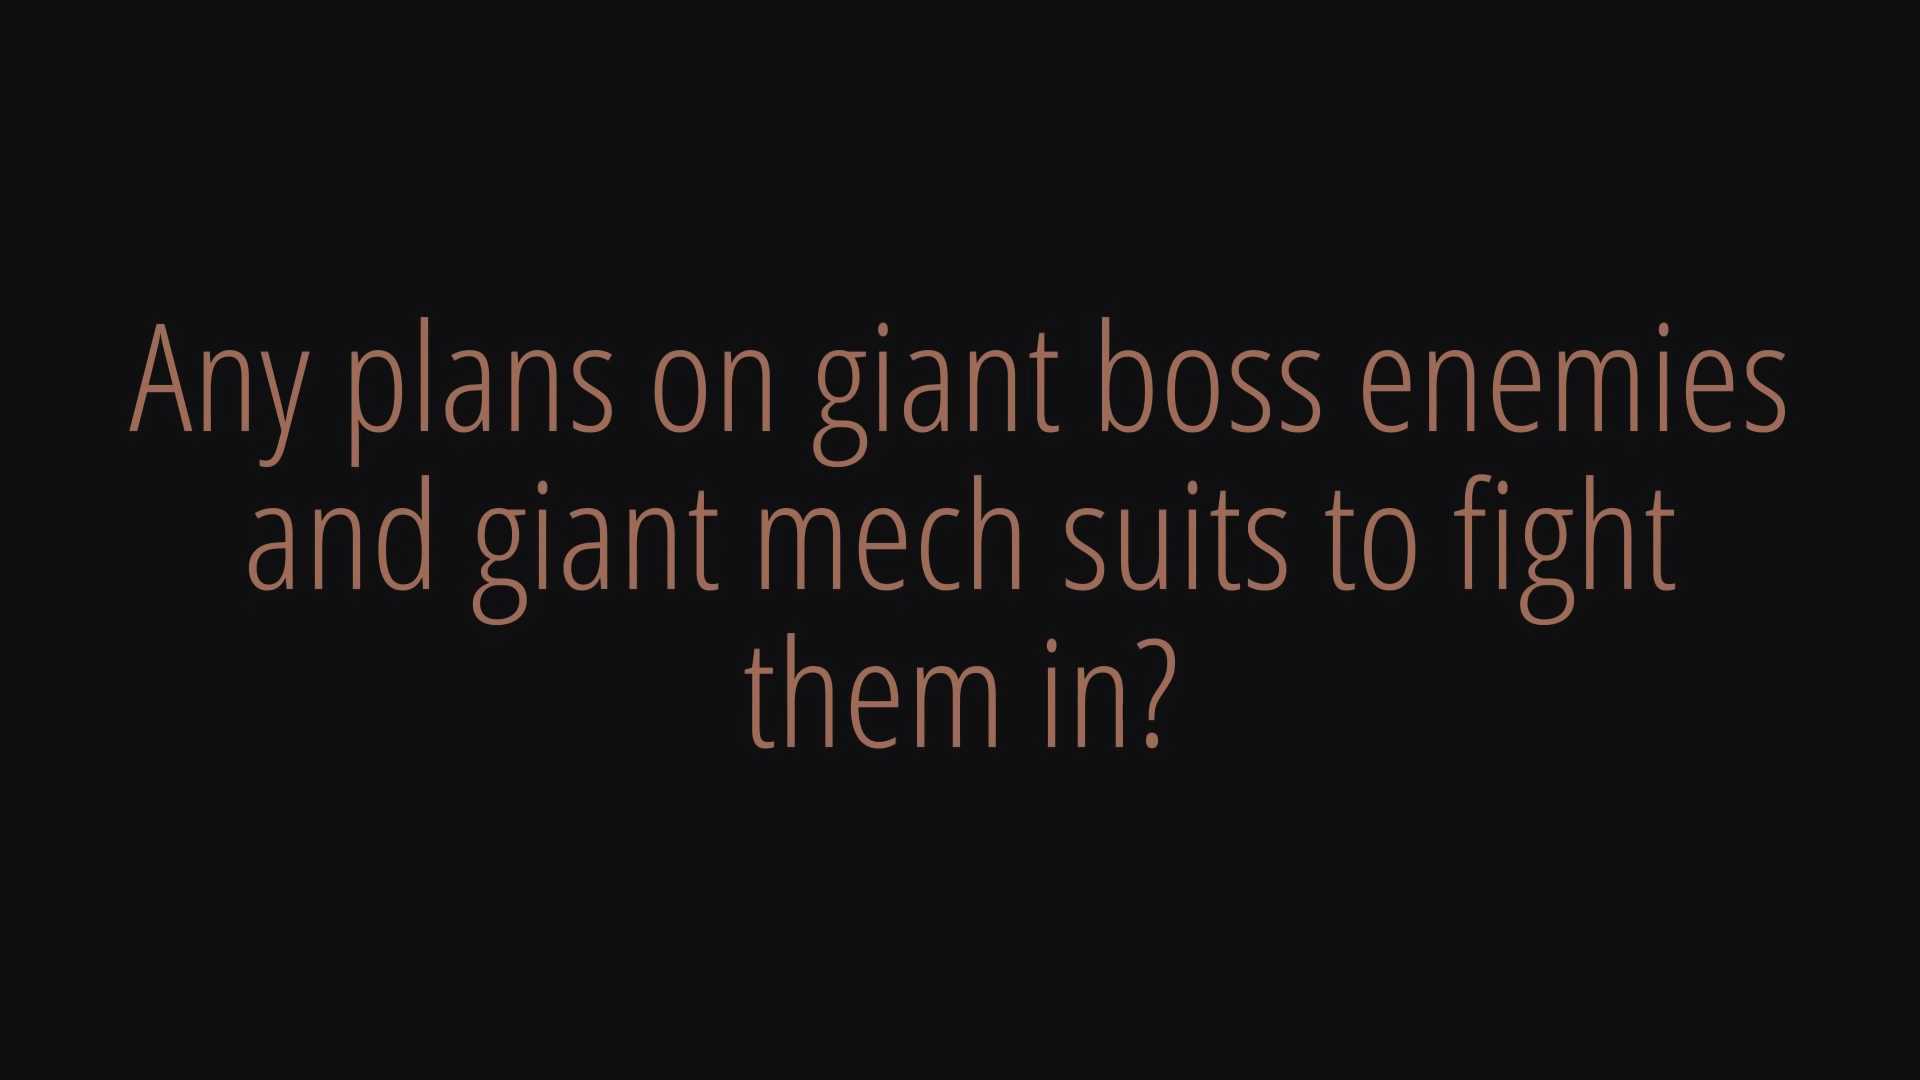 Any plans on giant boss enemies
and giant mech suits to fight
them in?